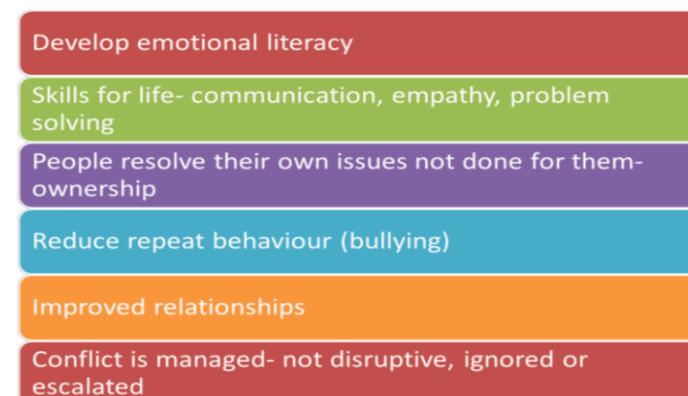 Develop emotional literacy
Skills for life- communication, empathy, problem
solving
People resolve their own issues not done for them-
ownership
Reduce repeat behaviour (bullying)
Improved relationships
Conflict is managed- not disruptive, ignored or
escalated